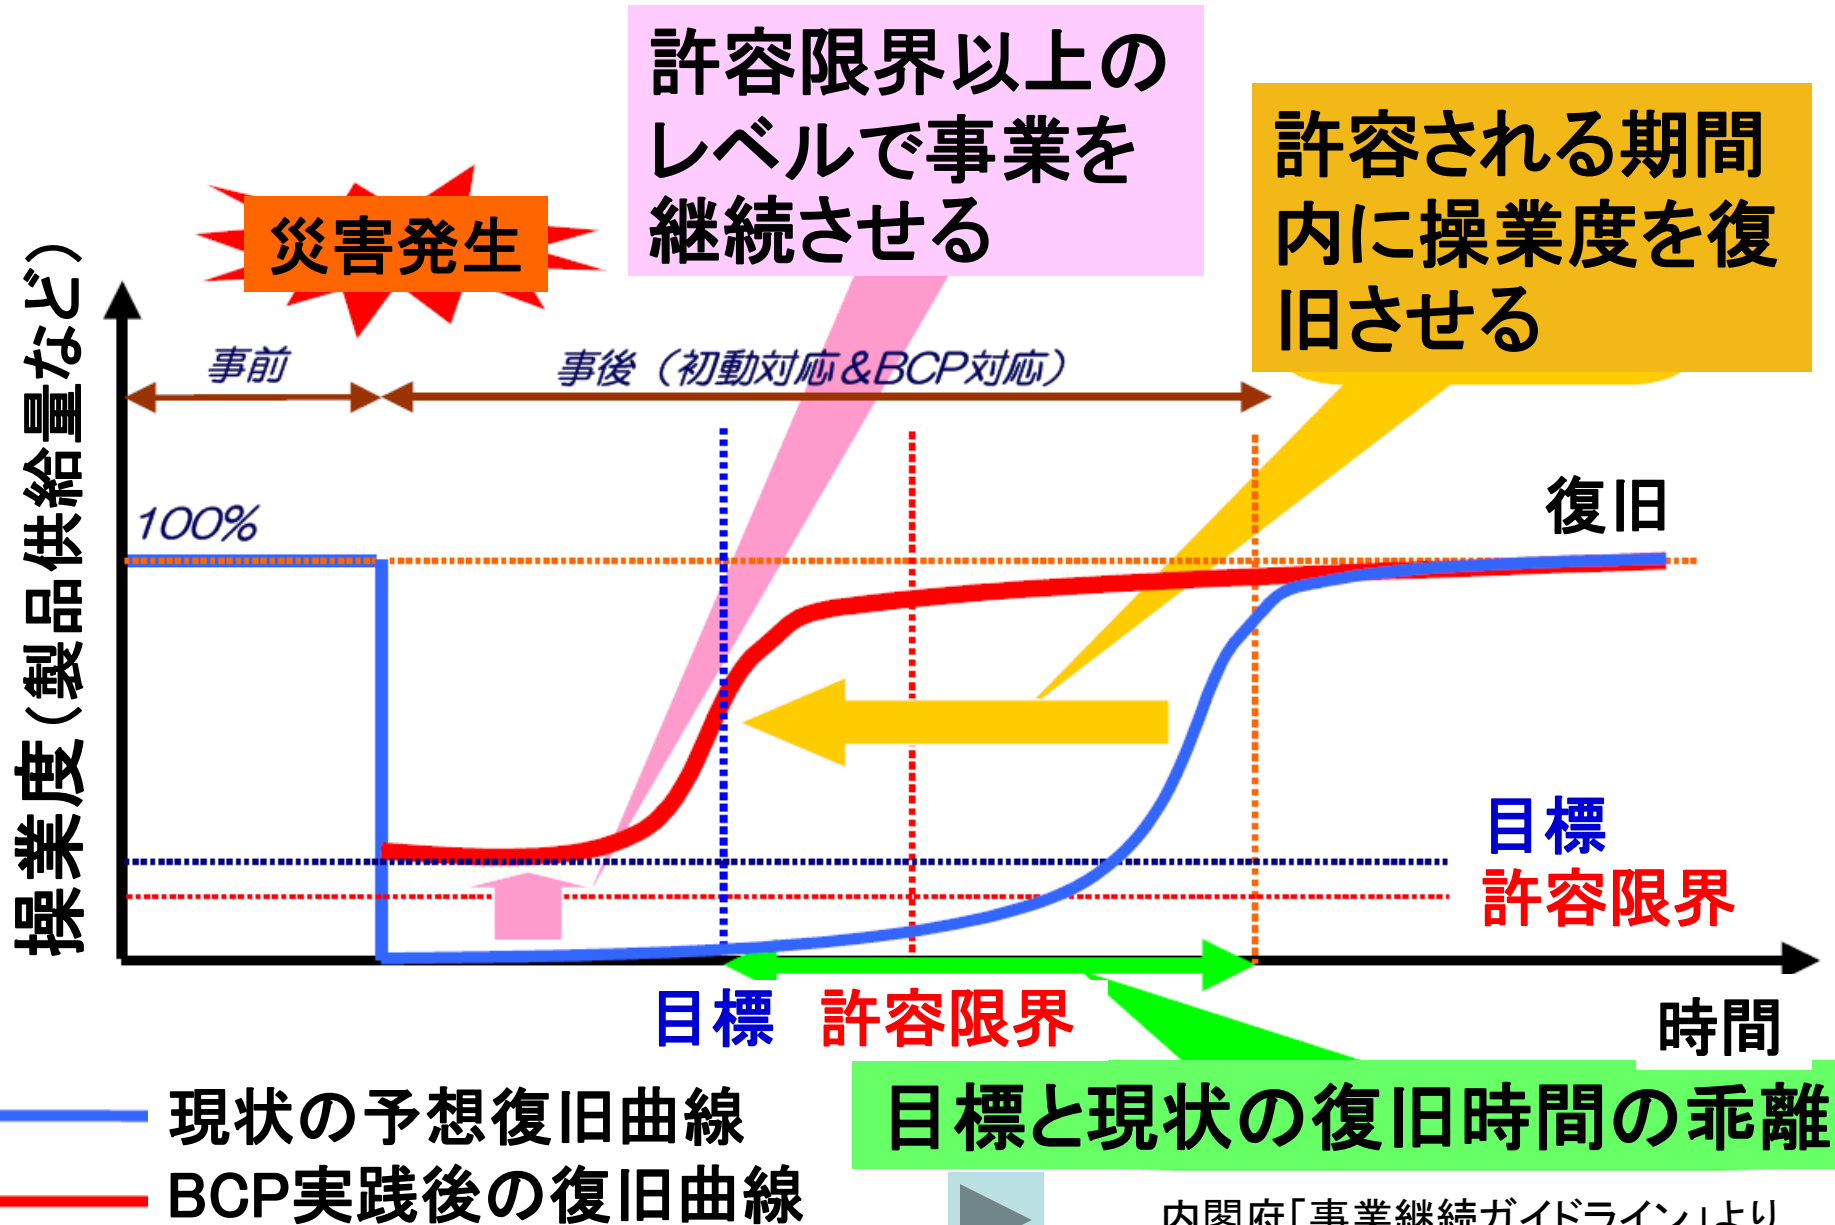 許容限界以上の
レベルで事業を
継続させる
許容される期間
内に操業度を復
旧させる
災害発生
事前
事後（初動対応＆BCP対応）
操業度（製品供給量など）
100%
復旧
目標
許容限界
目標 許容限界
時間
目標と現状の復旧時間の乖離
現状の予想復旧曲線
BCP実践後の復旧曲線
内閣府「事業継続ガイドライン」より